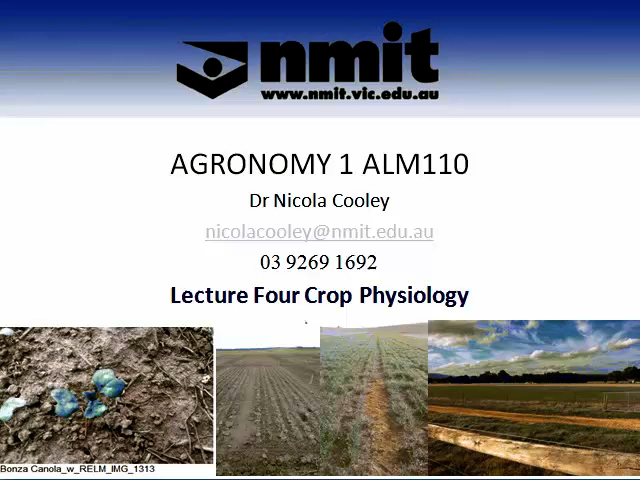 nmit
www.nmit.vic.edu.au
AGRONOMY 1 ALM110
Dr Nicola Cooley
nicolacooley@nmit.edu.au
03 9269 1692
Lecture Four Crop Physiology
Bonza Canola_w_RELM_IMG_1313